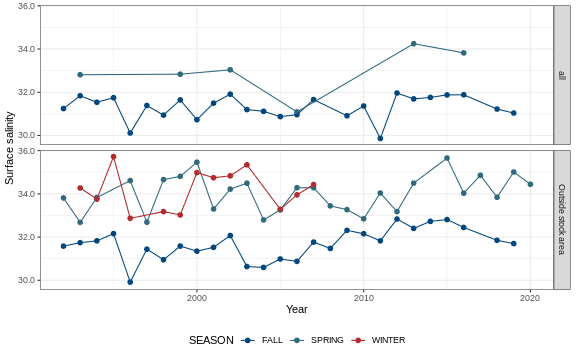 36.0
34.0
32.0
30.0
all
36.0
34.0
32.0
30.0
Outside stock area
Surface salinity
2000
2010
2020
Year
SEASON FALL SPRING WINTER